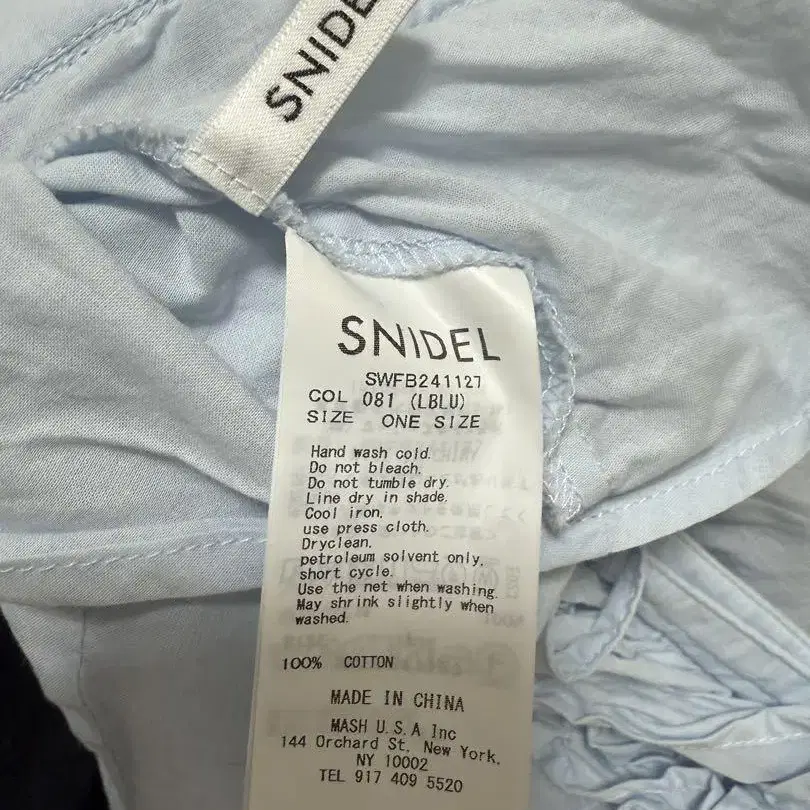 SNIDE
SNIDEL
SWFB241127
COL 081 (LBLU)
SIZE ONE SIZE
Hand wash cold.
Do not bleach.
Do not tumble dry.
Line dry in shade.
Cool iron.
use press cloth.
Dryclean.
petroleum solvent only.
short cycle.
Use the net when washing.
May shrink slightly when
washed.
100% COTTON
MADE IN CHINA
MASH U.S.A Inc
144 Orchard St. New York.
NY 10002
TEL 917 409 5520